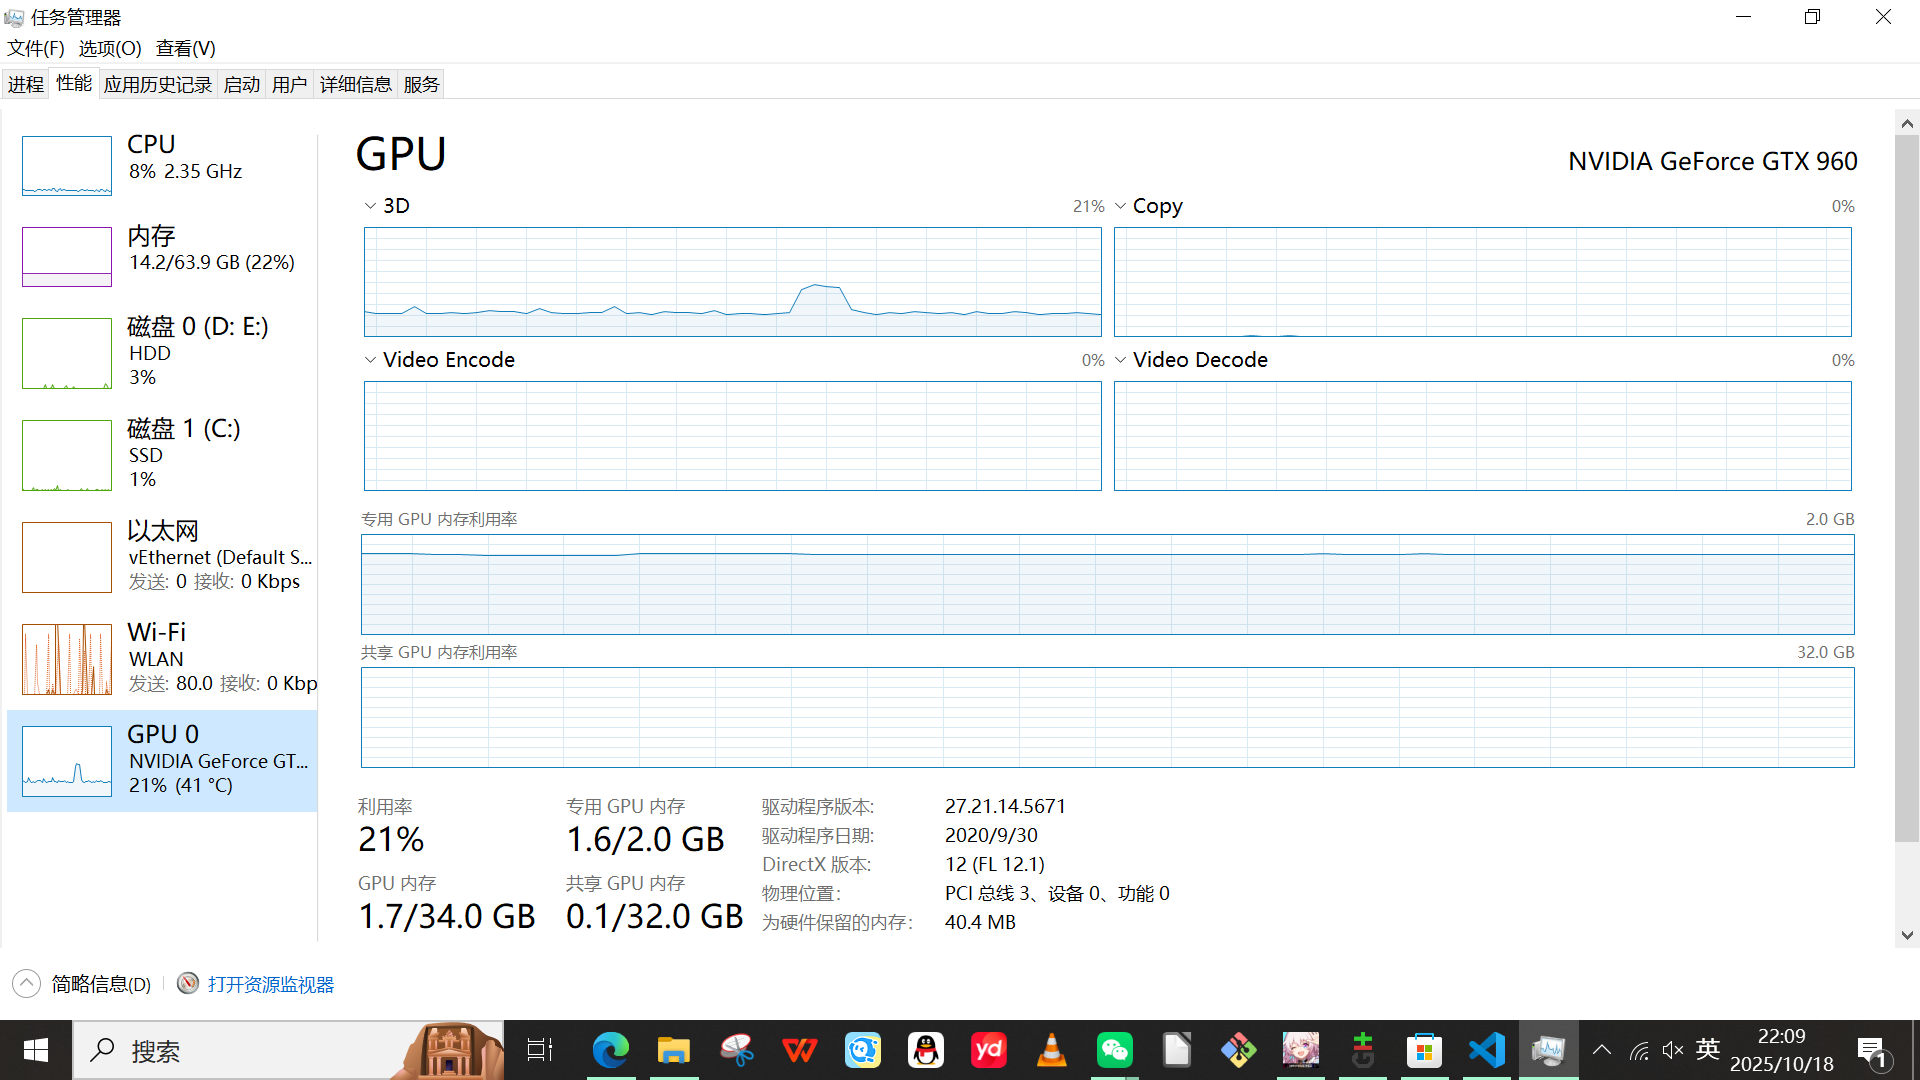 任务管理器
文件(F) 选项(O) 查看(V)
进程 性能 应用历史记录 启动 用户 详细信息 服务
CPU
8% 2.35 GHz
内存
14.2/63.9 GB (22%)
磁盘 0 (D: E:)
HDD
3%
磁盘 1 (C:)
SSD
1%
以太网
vEthernet (Default S...
发送: 0 接收: 0 Kbps
Wi-Fi
WLAN
发送: 80.0 接收: 0 Kbp
GPU 0
NVIDIA GeForce GT...
21% (41 °C)
GPU
NVIDIA GeForce GTX 960
3D 21%
Copy 0%
Video Encode 0%
Video Decode 0%
专用 GPU 内存利用率 2.0 GB
共享 GPU 内存利用率 32.0 GB
利用率
21%
专用 GPU 内存
1.6/2.0 GB
GPU 内存
1.7/34.0 GB
共享 GPU 内存
0.1/32.0 GB
驱动程序版本: 27.21.14.5671
驱动程序日期: 2020/9/30
DirectX 版本: 12 (FL 12.1)
物理位置: PCI 总线 3、设备 0、功能 0
为硬件保留的内存: 40.4 MB
简略信息(D)
打开资源监视器
搜索
yd
英
22:09
2025/10/18
1